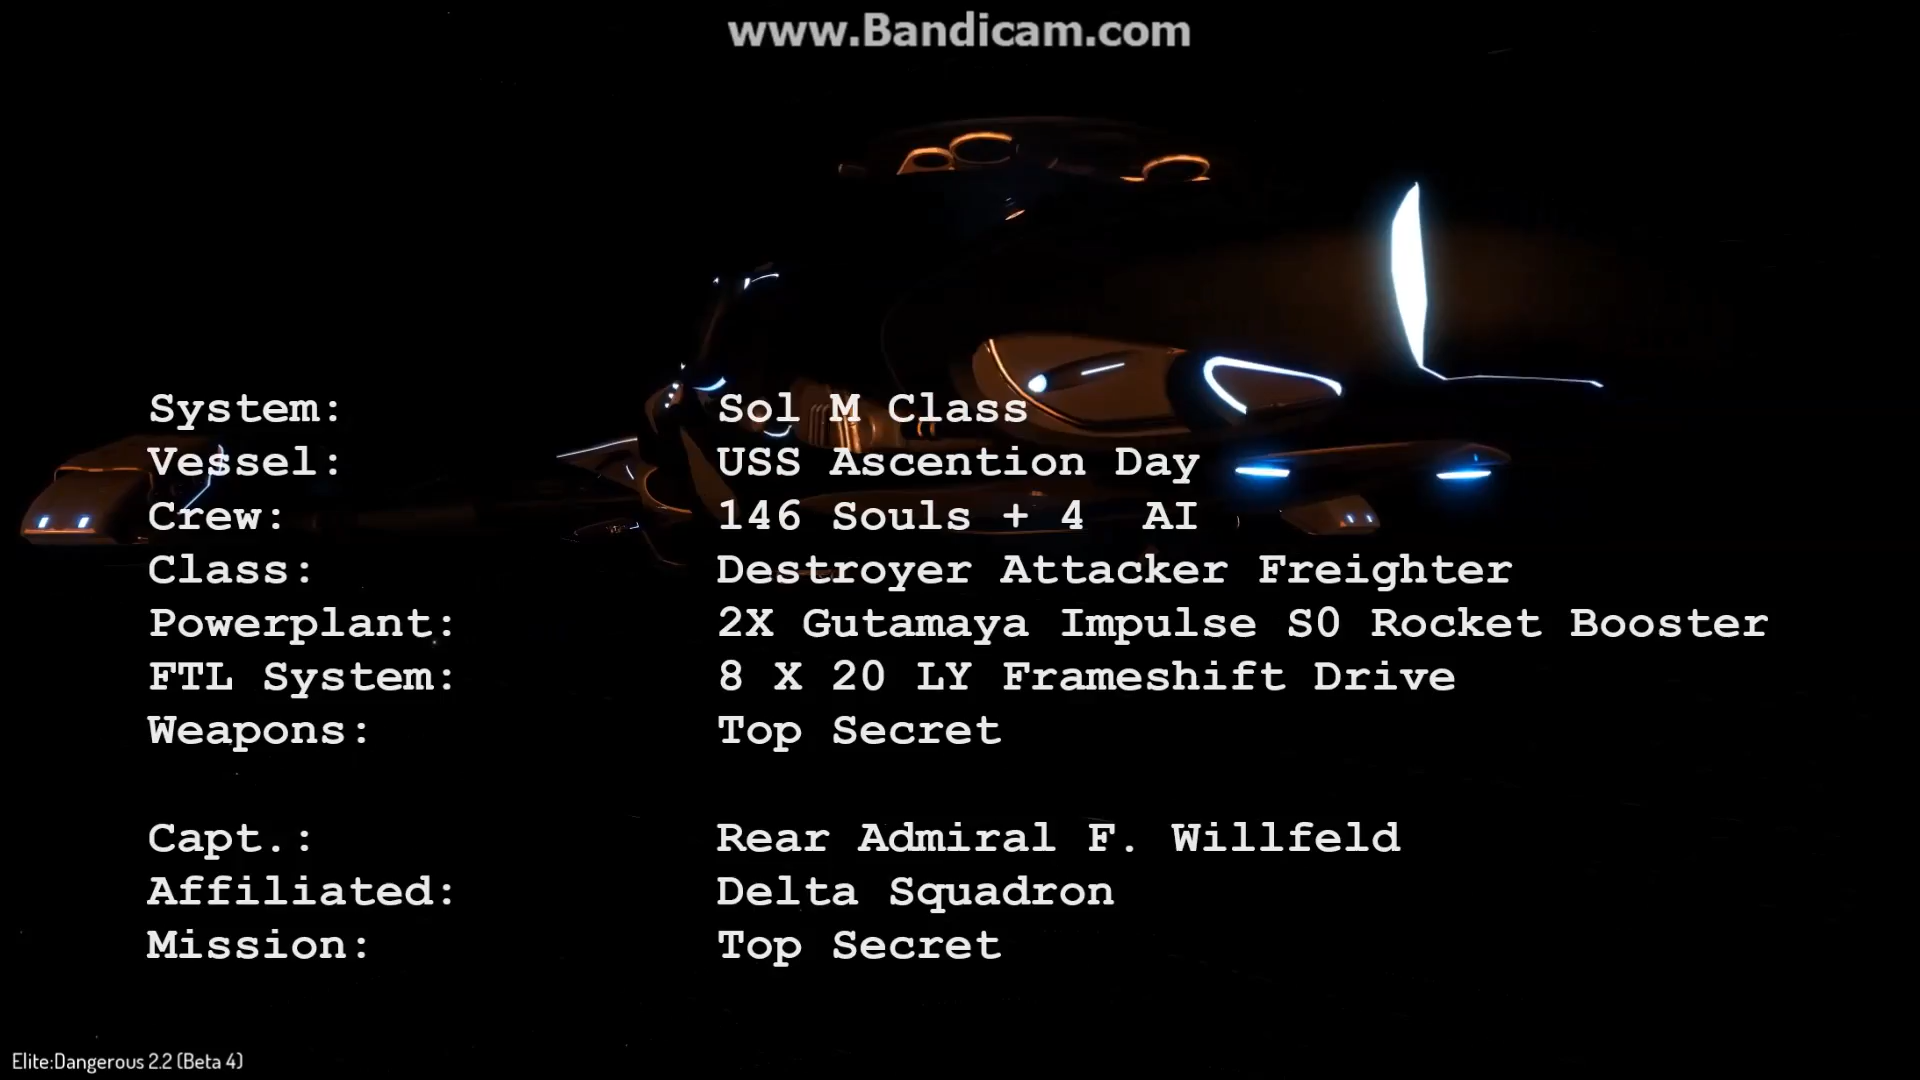 www.Bandicam.com
System: Sol M Class
Vessel: USS Ascention Day
Crew: 146 Souls + 4 AI
Class: Destroyer Attacker Freighter
Powerplant: 2X Gutamaya Impulse S0 Rocket Booster
FTL System: 8 X 20 LY Frameshift Drive
Weapons: Top Secret
Capt.: Rear Admiral F. Willfeld
Affiliated: Delta Squadron
Mission: Top Secret
Elite:Dangerous 2.2 (Beta 4)